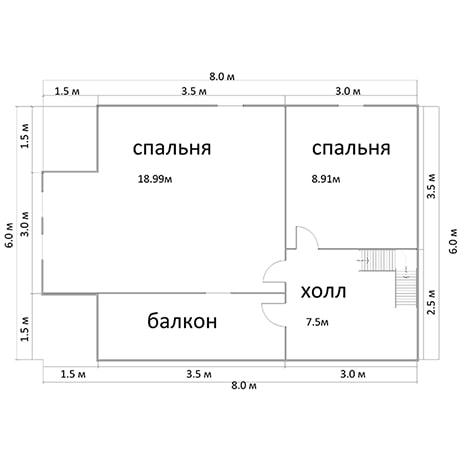 8.0 м
1.5 м 3.5 м 3.0 м
1.5 м
спальня
18.99м
спальня
8.91м
3.5 м
6.0 м
3.0 м
6.0 м
холл
7.5м
2.5 м
балкон
1.5 м
1.5 м 3.5 м 3.0 м
8.0 м